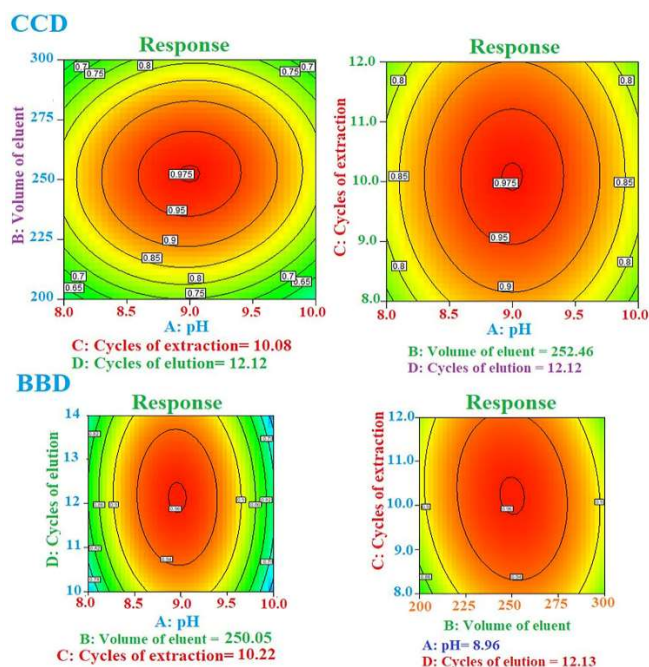 CCD
Response
300
275
250
225
200
B: Volume of eluent
0.7
0.75
0.8
0.75
0.7
0.975
0.95
0.9
0.85
0.8
0.75
0.7
0.65
0.7
0.65
8.0 8.5 9.0 9.5 10.0
A: pH
C: Cycles of extraction= 10.08
D: Cycles of elution= 12.12
Response
12.0
11.0
10.0
9.0
8.0
C: Cycles of extraction
0.8
0.8
0.85
0.975
0.85
0.95
0.8
0.8
0.9
8.0 8.5 9.0 9.5 10.0
A: pH
B: Volume of eluent = 252.46
D: Cycles of elution = 12.12
BBD
Response
14
13
12
11
10
D: Cycles of elution
0.98
0.94
8.0 8.5 9.0 9.5 10.0
A: pH
B: Volume of eluent= 250.05
C: Cycles of extraction= 10.22
Response
12.0
11.0
10.0
9.0
8.0
C: Cycles of extraction
0.98
0.94
200 225 250 275 300
B: Volume of eluent
A: pH= 8.96
D: Cycles of elution= 12.13